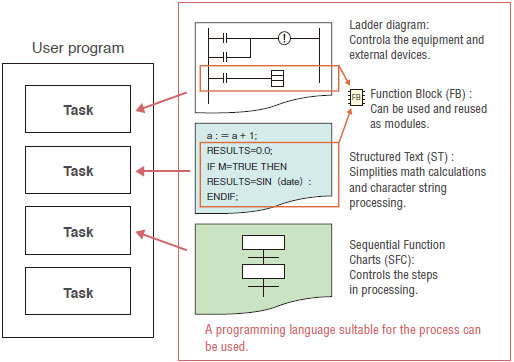 User program
Task
Task
Task
Task
Ladder diagram:
Controla the equipment and
external devices.
FB
Function Block (FB) :
Can be used and reused
as modules.
a : = a + 1;
RESULTS=0.0;
IF M=TRUE THEN
RESULTS=SIN (date) :
ENDIF;
Structured Text (ST) :
Simplities math calculations
and character string
processing.
Sequential Function
Charts (SFC):
Controls the steps
in processing.
A programming language sultable for the process can
be used.